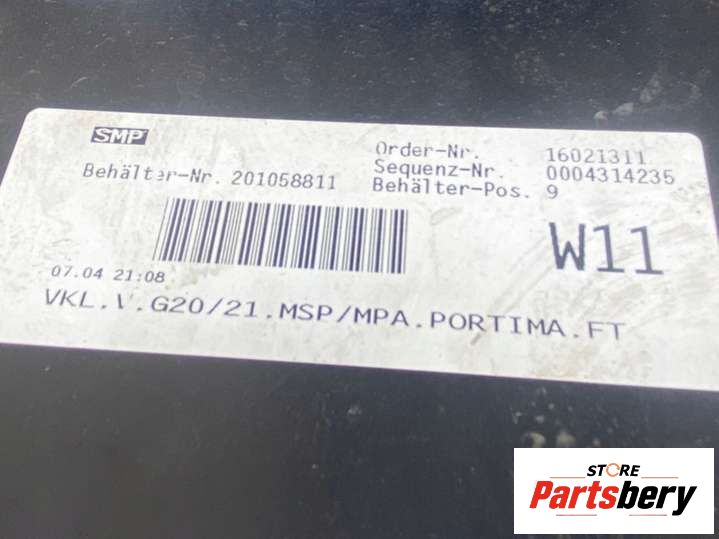 SMP
Order-Nr. 16021311
Sequenz-Nr. 0004314235
Behälter-Nr. 201058811
Behälter-Pos. 9
W11
07.04 21:08
VKL.V.G20/21.MSP/MPA.PORTIMA.FT
STORE
Partsbery